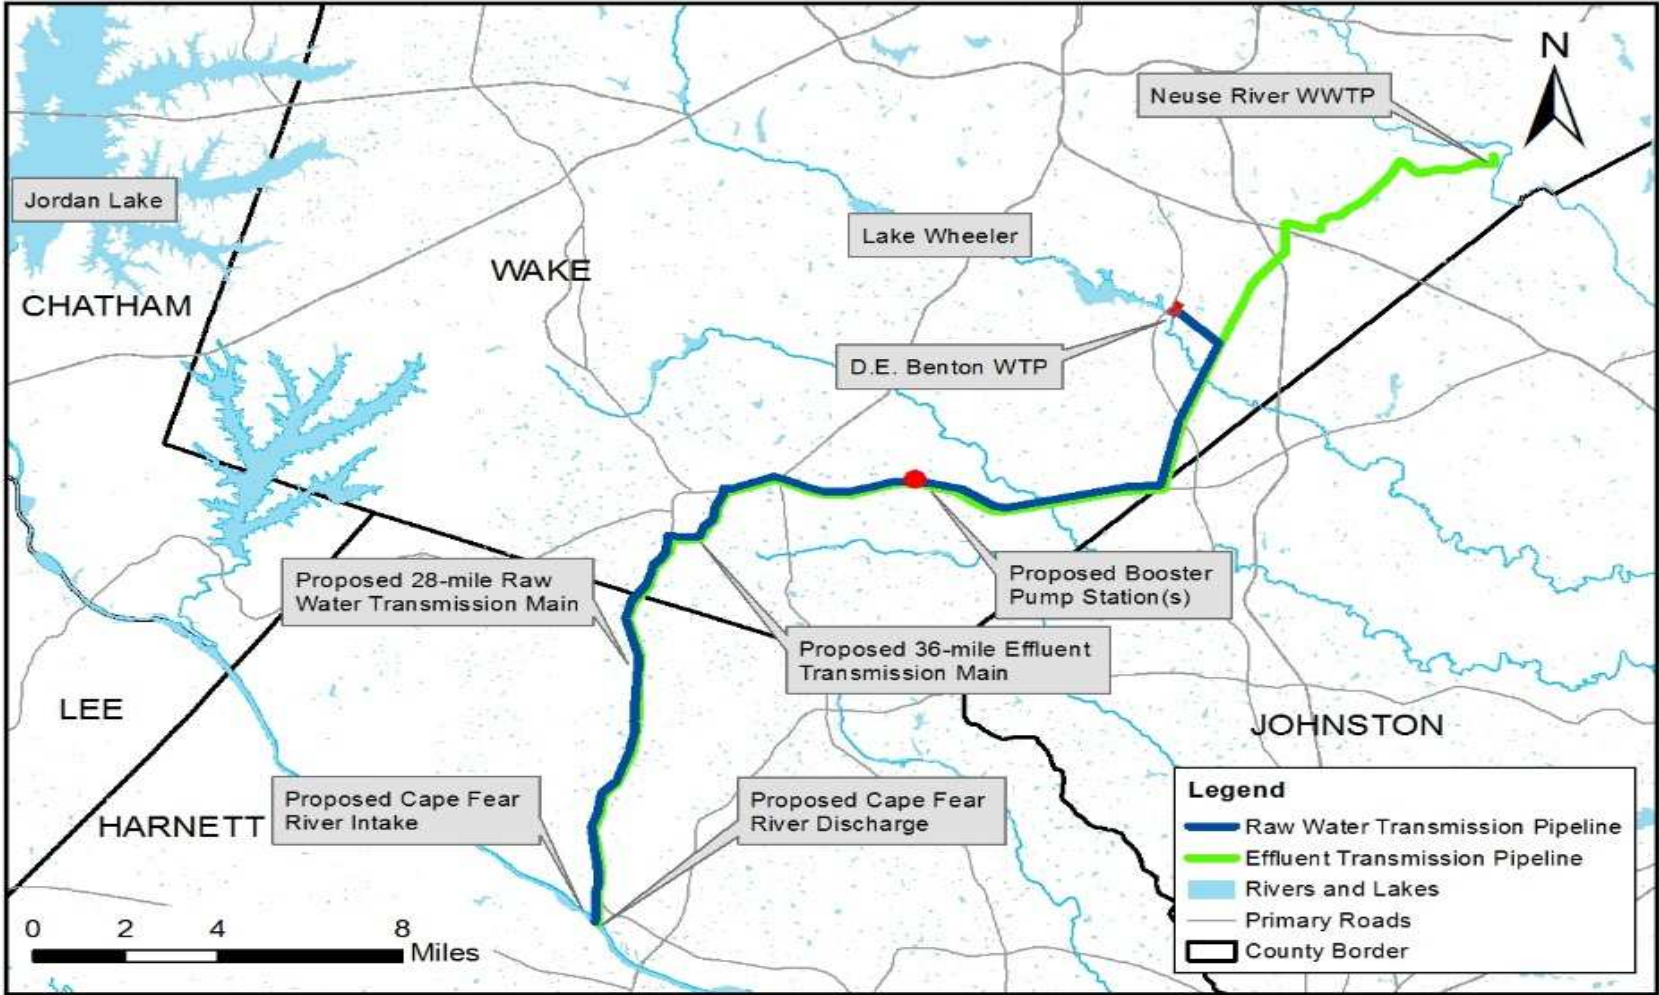 N
Neuse River WWTP
Jordan Lake
Lake Wheeler
WAKE
CHATHAM
D.E. Benton WTP
Proposed 28-mile Raw
Water Transmission Main
Proposed Booster
Pump Station(s)
Proposed 36-mile Effluent
Transmission Main
LEE
JOHNSTON
Proposed Cape Fear
River Intake
Proposed Cape Fear
River Discharge
HARNETT
0 2 4 8
Miles
Legend
Raw Water Transmission Pipeline
Effluent Transmission Pipeline
Rivers and Lakes
Primary Roads
County Border